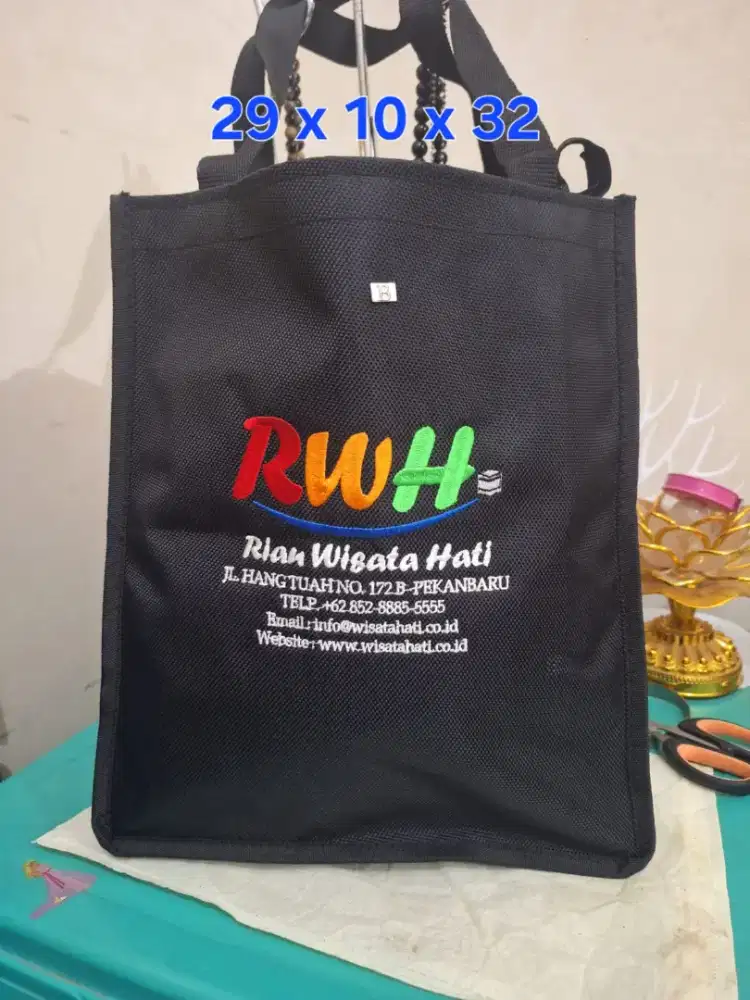 29 x 10 x 32
RWH
Riau Wisata Hati
JL. HANG TUAH NO. 172.B-PEKANBARU
TELP. +62 852-8885-5555
Email : info@wisatahati.co.id
Website : www.wisatahati.co.id